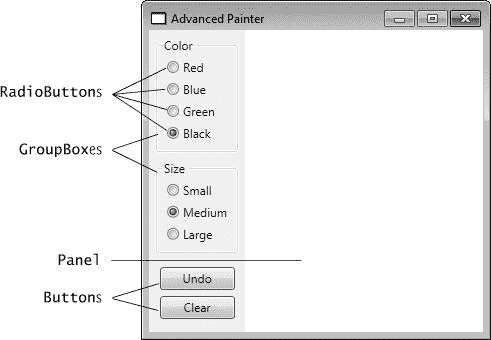 Advanced Painter
Color
Red
RadioButtons
Blue
Green
Black
GroupBoxes
Size
Small
Medium
Large
Panel
Undo
Buttons
Clear